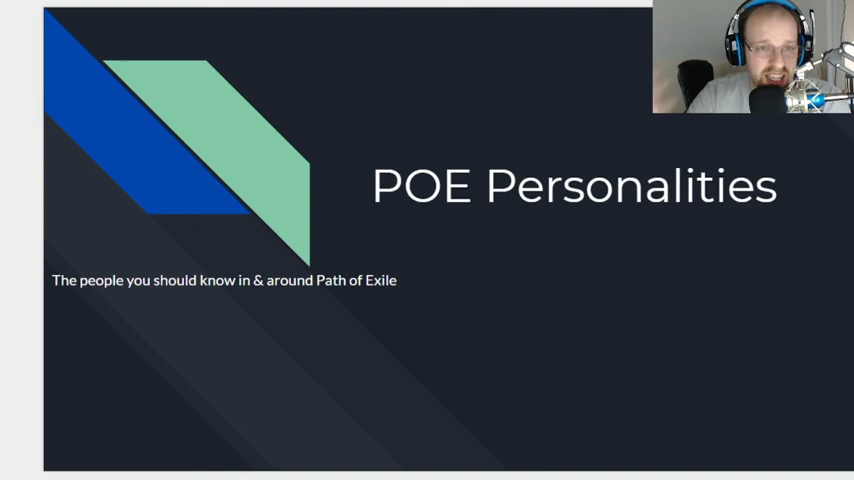 POE Personalities
The people you should know in & around Path of Exile